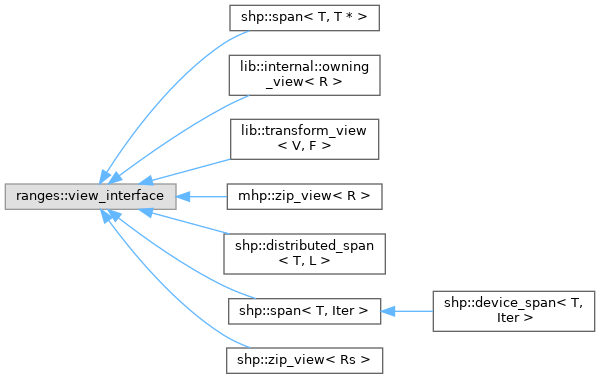 shp::span< T, T * >
lib::internal::owning
_view< R >
lib::transform_view
< V, F >
ranges::view_interface
mhp::zip_view< R >
shp::distributed_span
< T, L >
shp::span< T, Iter >
shp::device_span< T,
Iter >
shp::zip_view< Rs >